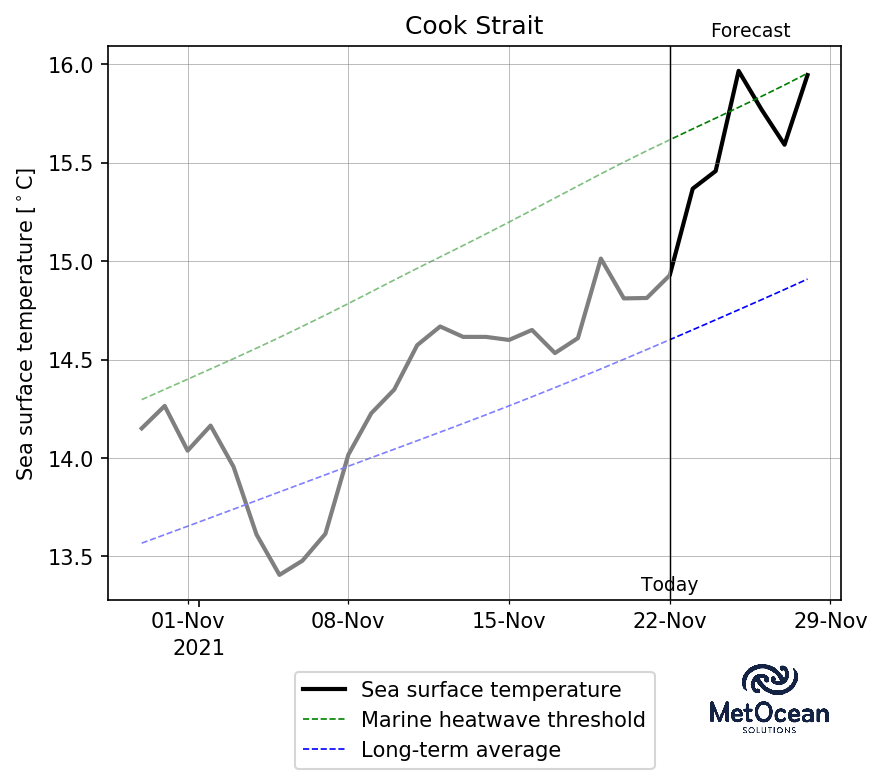 Cook Strait
Forecast
16.0
15.5
15.0
14.5
14.0
13.5
Sea surface temperature [°C]
Today
01-Nov 08-Nov 15-Nov 22-Nov 29-Nov
2021
Sea surface temperature
Marine heatwave threshold
Long-term average
MetOcean
SOLUTIONS